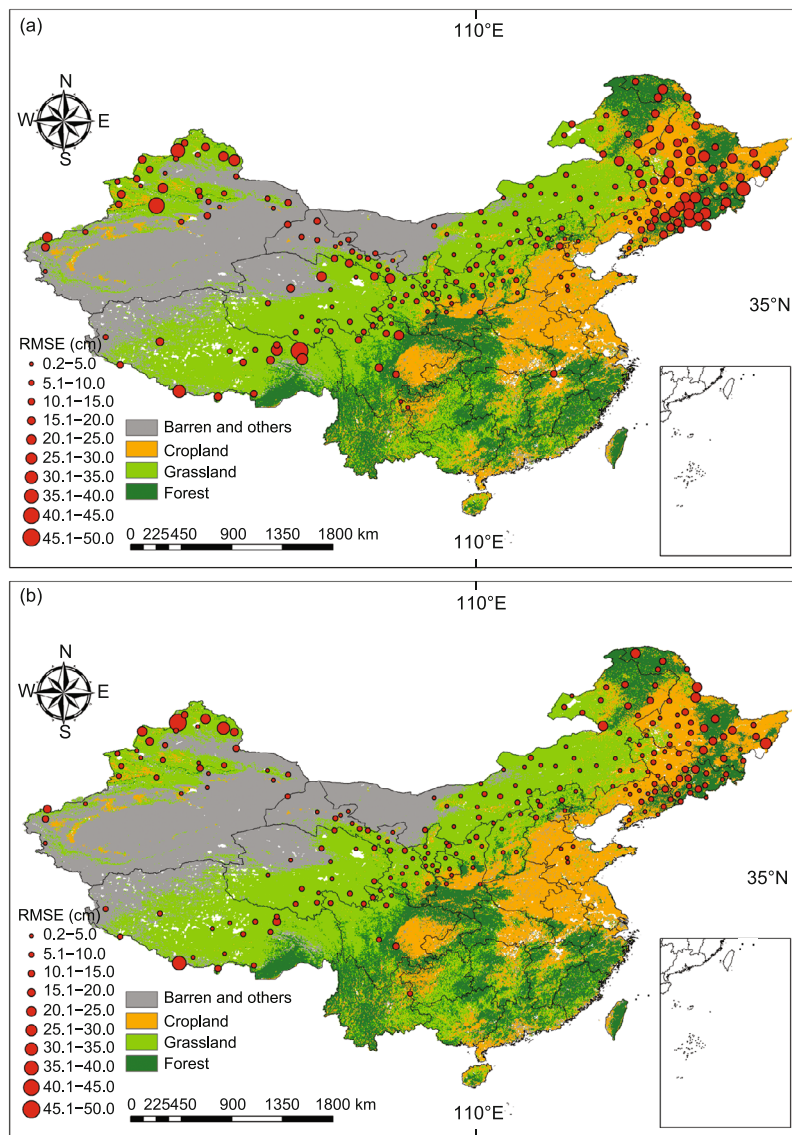 (a)
110°E
N
W E
S
35°N
RMSE (cm)
0.2–5.0
5.1–10.0
10.1–15.0
15.1–20.0
20.1–25.0
25.1–30.0
30.1–35.0
35.1–40.0
40.1–45.0
45.1–50.0
Barren and others
Cropland
Grassland
Forest
0 225450 900 1350 1800 km
110°E
(b)
110°E
N
W E
S
35°N
RMSE (cm)
0.2–5.0
5.1–10.0
10.1–15.0
15.1–20.0
20.1–25.0
25.1–30.0
30.1–35.0
35.1–40.0
40.1–45.0
45.1–50.0
Barren and others
Cropland
Grassland
Forest
0 225450 900 1350 1800 km
110°E